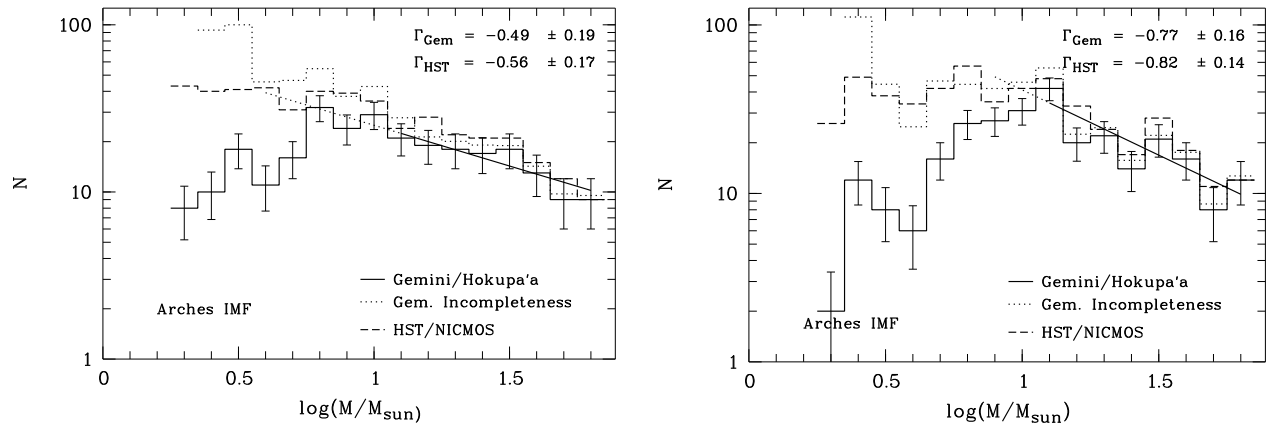 100
10
1
N
Γ_Gem = −0.49 ± 0.19
Γ_HST = −0.56 ± 0.17
Gemini/Hokupa'a
Gem. Incompleteness
HST/NICMOS
Arches IMF
0 0.5 1 1.5
log(M/M_sun)
100
10
1
N
Γ_Gem = −0.77 ± 0.16
Γ_HST = −0.82 ± 0.14
Gemini/Hokupa'a
Gem. Incompleteness
HST/NICMOS
Arches IMF
0 0.5 1 1.5
log(M/M_sun)